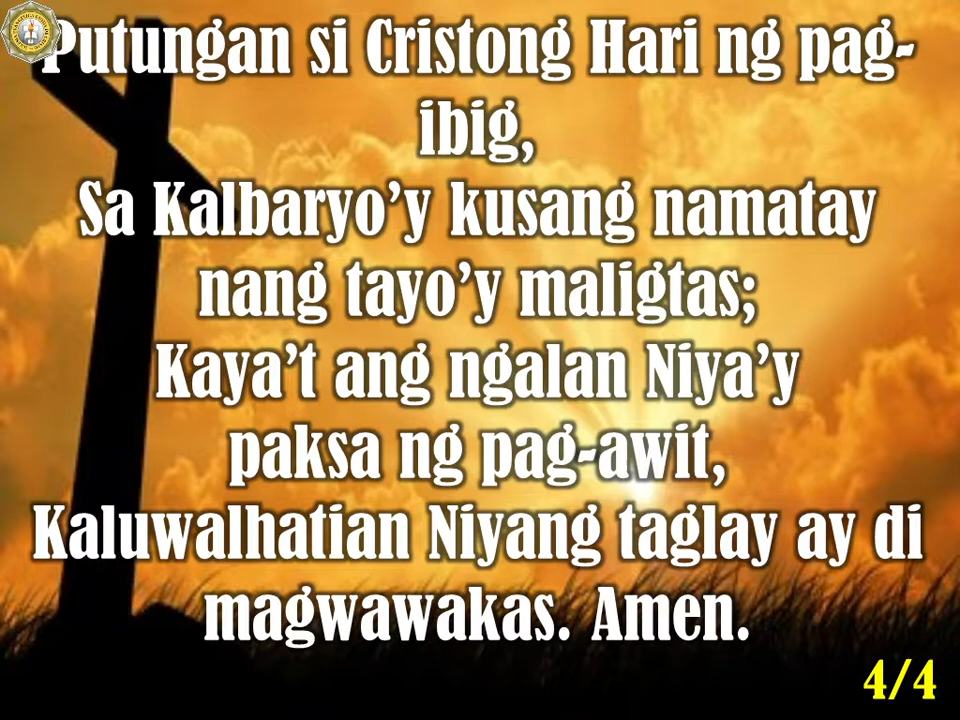 Putungan si Cristong Hari ng pag-
ibig,
Sa Kalbaryo’y kusang namatay
nang tayo’y maligtas;
Kaya’t ang ngalan Niya’y
paksa ng pag-awit,
Kaluwalhatian Niyang taglay ay di
magwawakas. Amen.
4/4